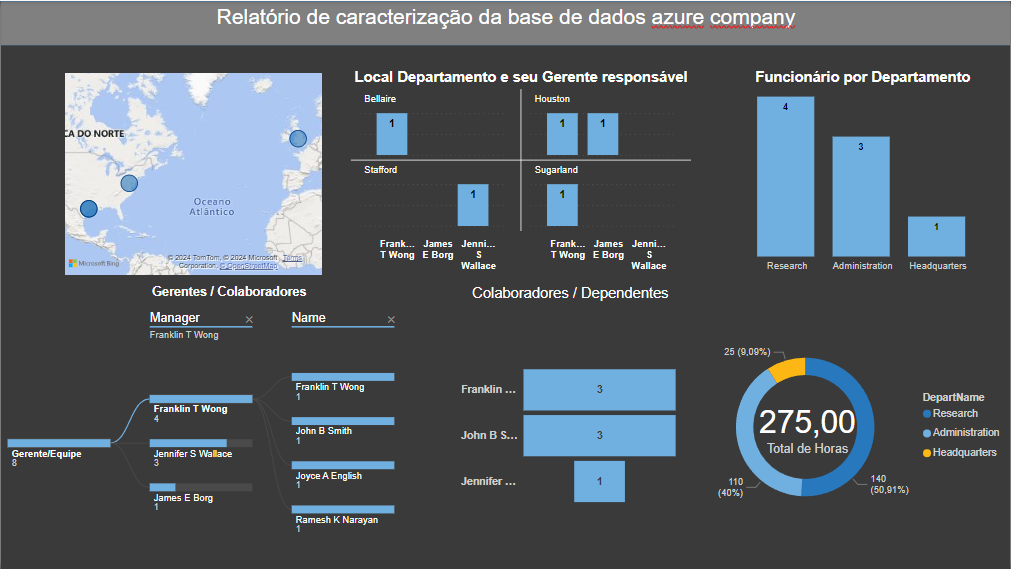 Relatório de caracterização da base de dados azure company
CA DO NORTE
Oceano
Atlântico
© 2024 TomTom, © 2024 Microsoft
Corporation, © OpenStreetMap
Terms
Microsoft Bing
Local Departamento e seu Gerente responsável
Bellaire
1
Houston
1
1
Stafford
1
Sugarland
1
Frank...
T Wong
James
E Borg
Jenni...
S
Wallace
Frank...
T Wong
James
E Borg
Jenni...
S
Wallace
Funcionário por Departamento
4
3
1
Research
Administration
Headquarters
Gerentes / Colaboradores
Manager
Franklin T Wong
Name
Gerente/Equipe
8
Franklin T Wong
4
Jennifer S Wallace
3
James E Borg
1
Franklin T Wong
1
John B Smith
1
Joyce A English
1
Ramesh K Narayan
1
Colaboradores / Dependentes
Franklin ...
3
John B S...
3
Jennifer ...
1
25 (9,09%)
275,00
Total de Horas
110
(40%)
140
(50,91%)
DepartName
Research
Administration
Headquarters